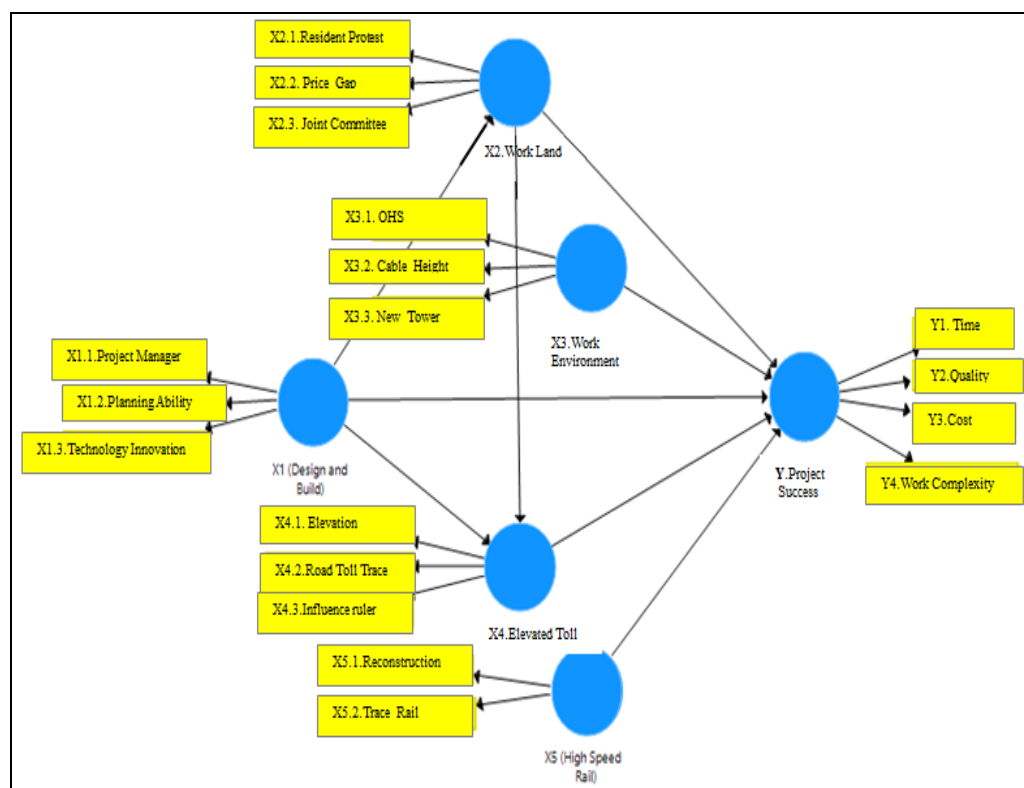 X2.1.Resident Protest
X2.2. Price Gap
X2.3. Joint Committee
X2.Work Land
X3.1. OHS
X3.2. Cable Height
X3.3. New Tower
X3.Work
Environment
X1.1.Project Manager
X1.2.Planning Ability
X1.3.Technology Innovation
X1 (Design and
Build)
Y1. Time
Y2.Quality
Y3.Cost
Y4.Work Complexity
Y.Project
Success
X4.1. Elevation
X4.2.Road Toll Trace
X4.3.Influence ruler
X4.Elevated Toll
X5.1.Reconstruction
X5.2.Trace Rail
X5 (High Speed
Rail)